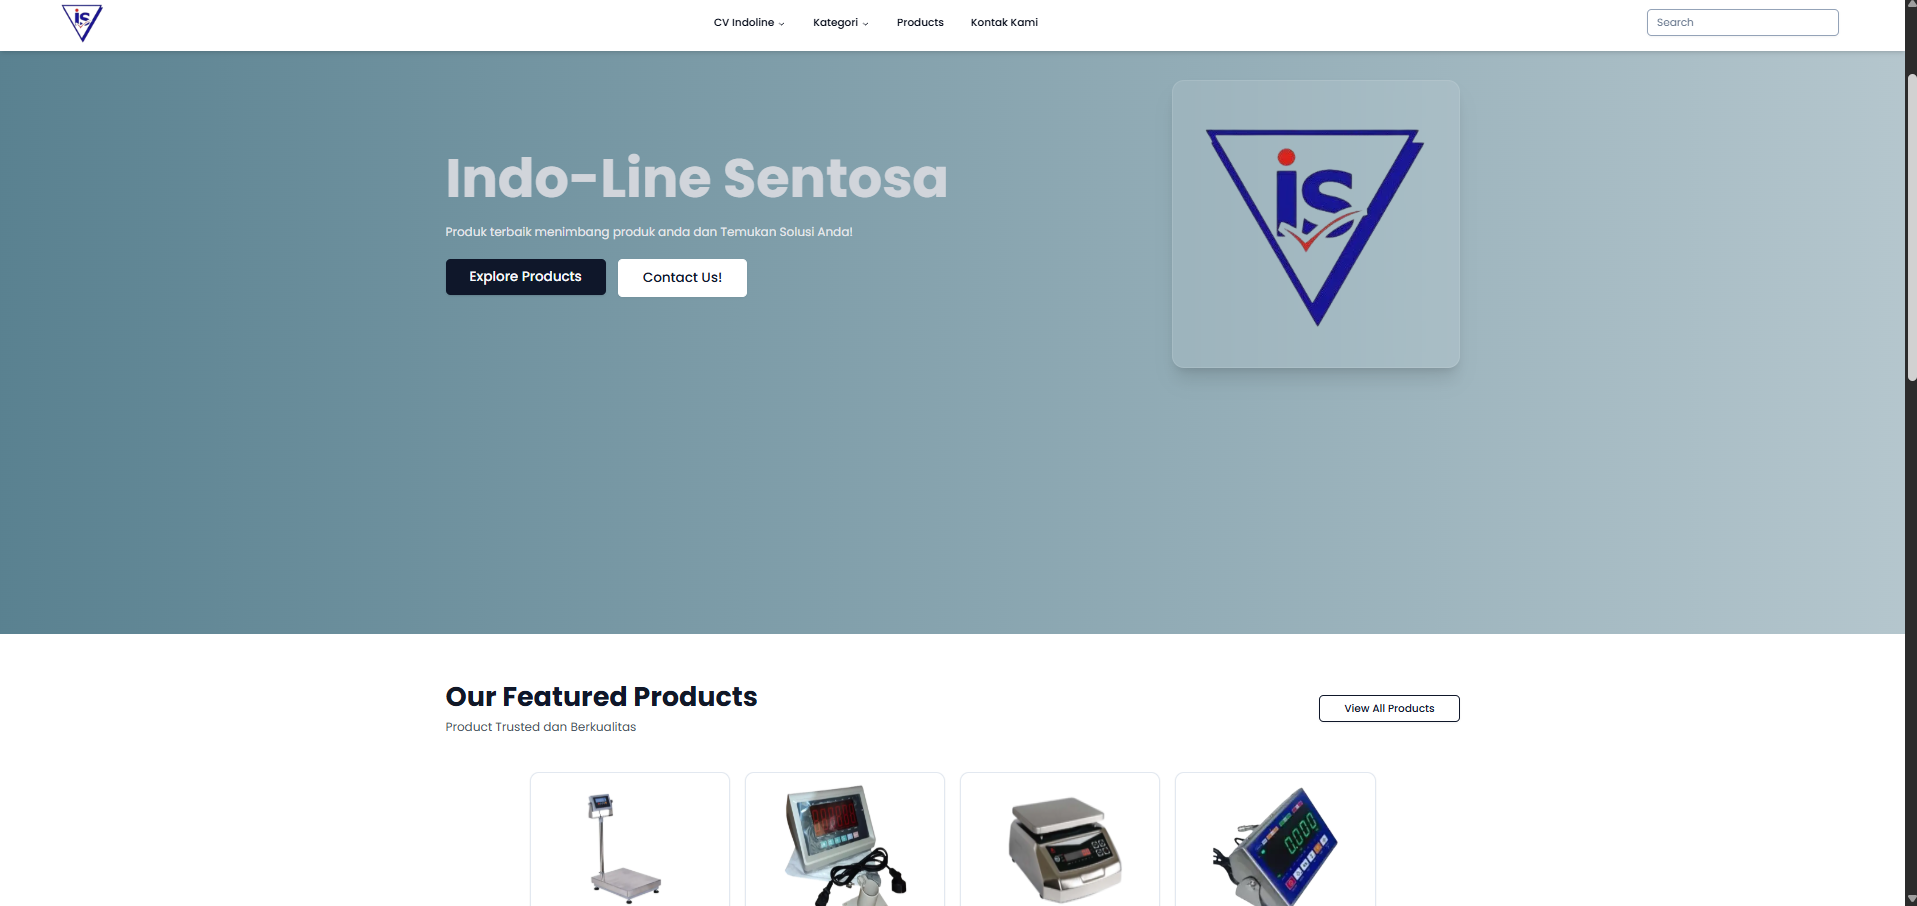 is
CV Indoline
Kategori
Products
Kontak Kami
Search
Indo-Line Sentosa
Produk terbaik menimbang produk anda dan Temukan Solusi Anda!
Explore Products
Contact Us!
is
Our Featured Products
Product Trusted dan Berkualitas
View All Products
0.000